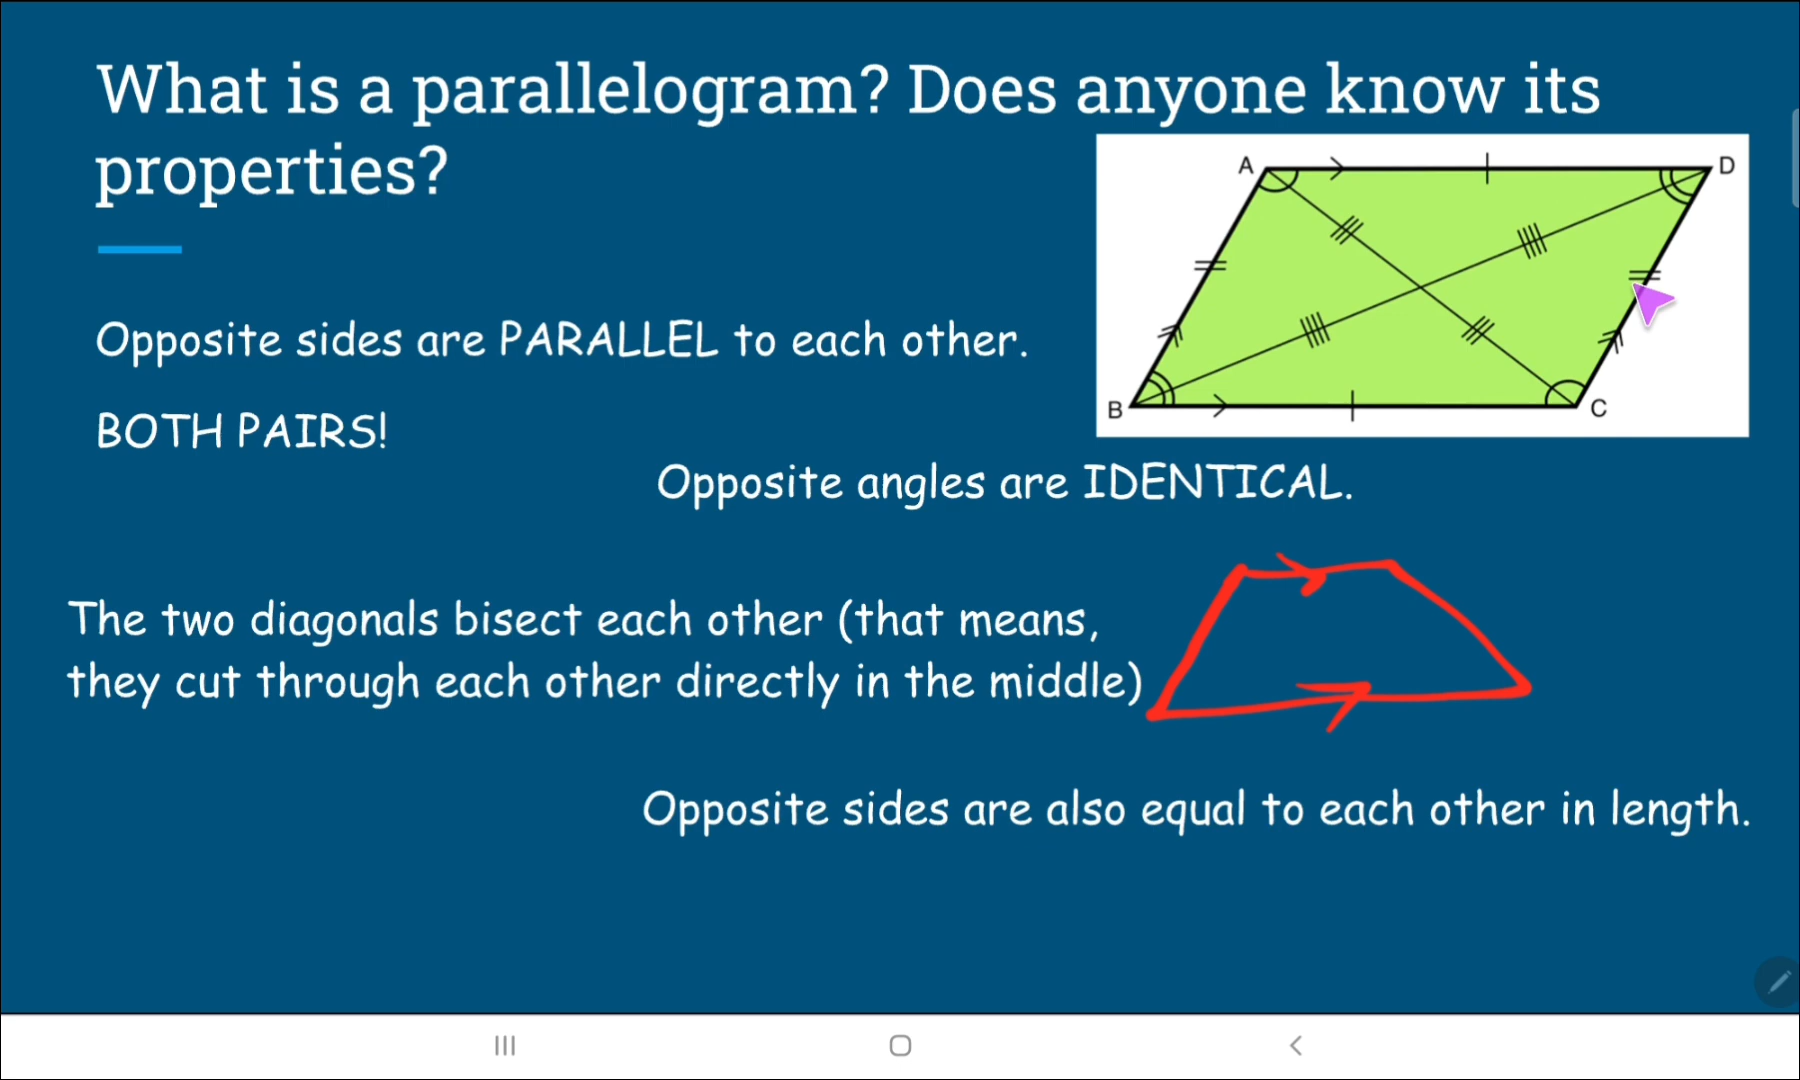 What is a parallelogram? Does anyone know its
properties?
A
D
B
C
Opposite sides are PARALLEL to each other.
BOTH PAIRS!
Opposite angles are IDENTICAL.
The two diagonals bisect each other (that means,
they cut through each other directly in the middle)
Opposite sides are also equal to each other in length.